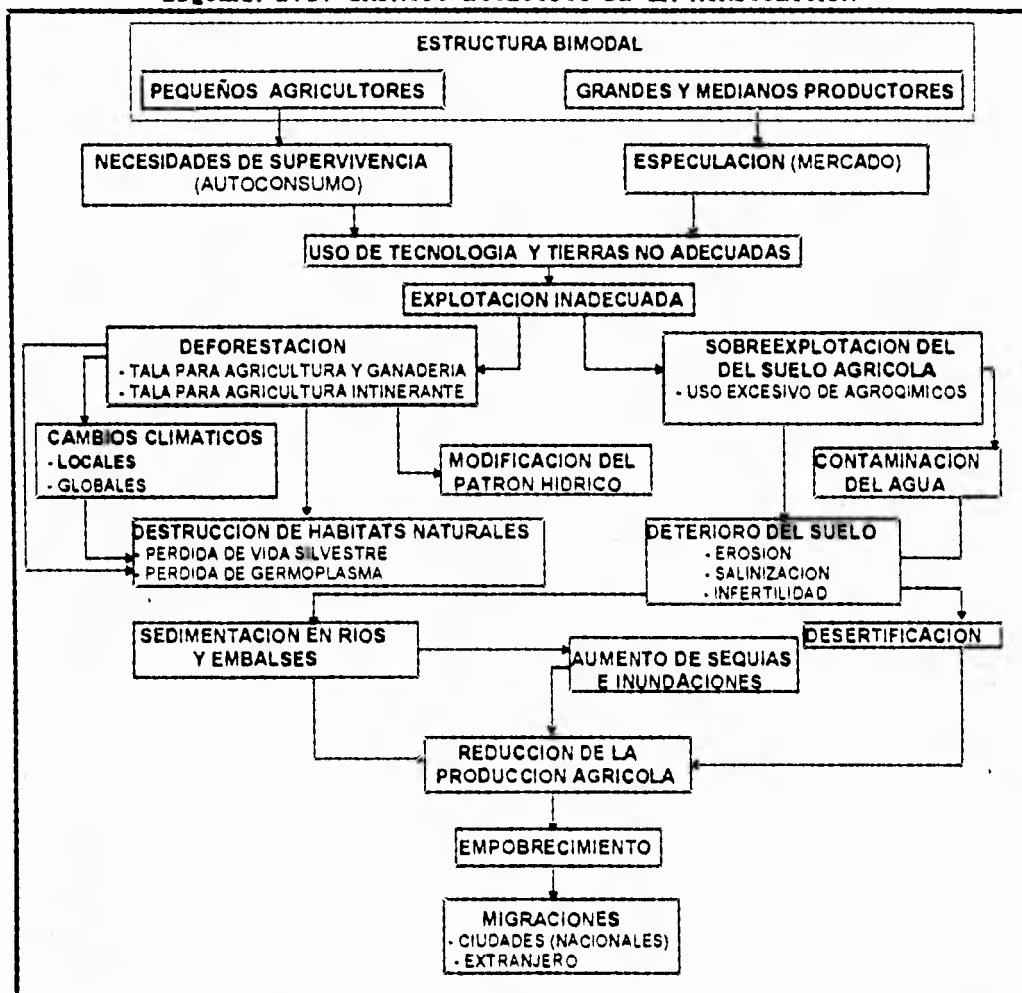 ESTRUCTURA BIMODAL
PEQUEÑOS AGRICULTORES
GRANDES Y MEDIANOS PRODUCTORES
NECESIDADES DE SUPERVIVENCIA
(AUTOCONSUMO)
ESPECULACION (MERCADO)
USO DE TECNOLOGIA Y TIERRAS NO ADECUADAS
EXPLOTACION INADECUADA
DEFORESTACION
- TALA PARA AGRICULTURA Y GANADERIA
- TALA PARA AGRICULTURA INTINERANTE
SOBREEXPLOTACION DEL
DEL SUELO AGRICOLA
- USO EXCESIVO DE AGROQIMICOS
CAMBIOS CLIMATICOS
- LOCALES
- GLOBALES
MODIFICACION DEL
PATRON HIDRICO
CONTAMINACION
DEL AGUA
DESTRUCCION DE HABITATS NATURALES
- PERDIDA DE VIDA SILVESTRE
- PERDIDA DE GERMOPLASMA
DETERIORO DEL SUELO
- EROSION
- SALINIZACION
- INFERTILIDAD
SEDIMENTACION EN RIOS
Y EMBALSES
AUMENTO DE SEQUIAS
E INUNDACIONES
DESERTIFICACION
REDUCCION DE LA
PRODUCCION AGRICOLA
EMPOBRECIMIENTO
MIGRACIONES
- CIUDADES (NACIONALES)
- EXTRANJERO